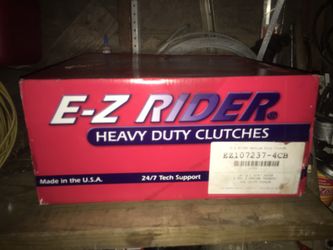 E-Z RIDER®
HEAVY DUTY CLUTCHES
EZ107237-4CB
Made in the U.S.A.
24/7 Tech Support